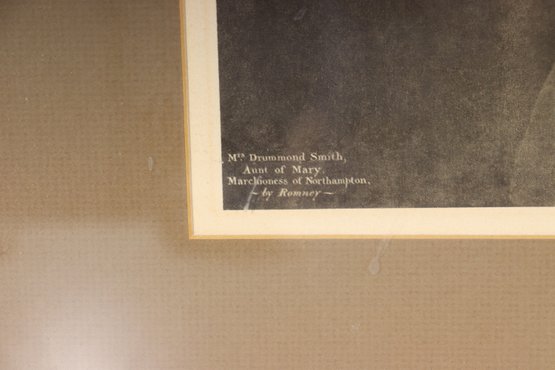 Mrs Drummond Smith,
Aunt of Mary,
Marchioness of Northampton,
~ by Romney ~